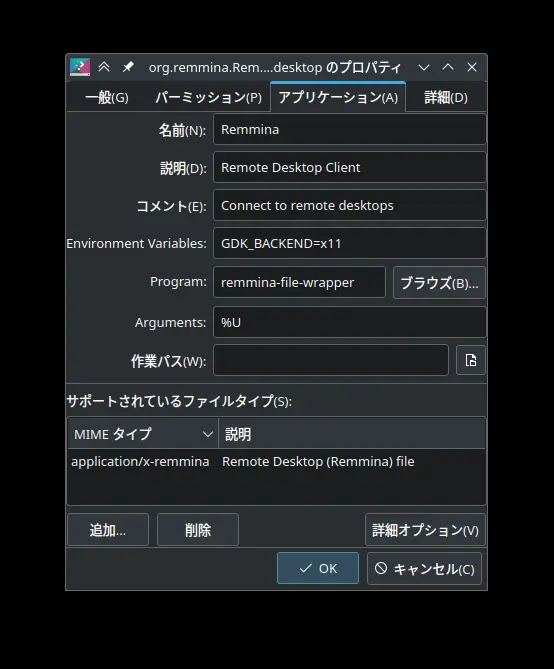 org.remmina.Rem....desktop のプロパティ
一般(G) パーミッション(P) アプリケーション(A) 詳細(D)
名前(N): Remmina
説明(D): Remote Desktop Client
コメント(E): Connect to remote desktops
Environment Variables: GDK_BACKEND=x11
Program: remmina-file-wrapper ブラウズ(B)...
Arguments: %U
作業パス(W):
サポートされているファイルタイプ(S):
MIME タイプ 説明
application/x-remmina Remote Desktop (Remmina) file
追加... 削除 詳細オプション(V)
OK キャンセル(C)